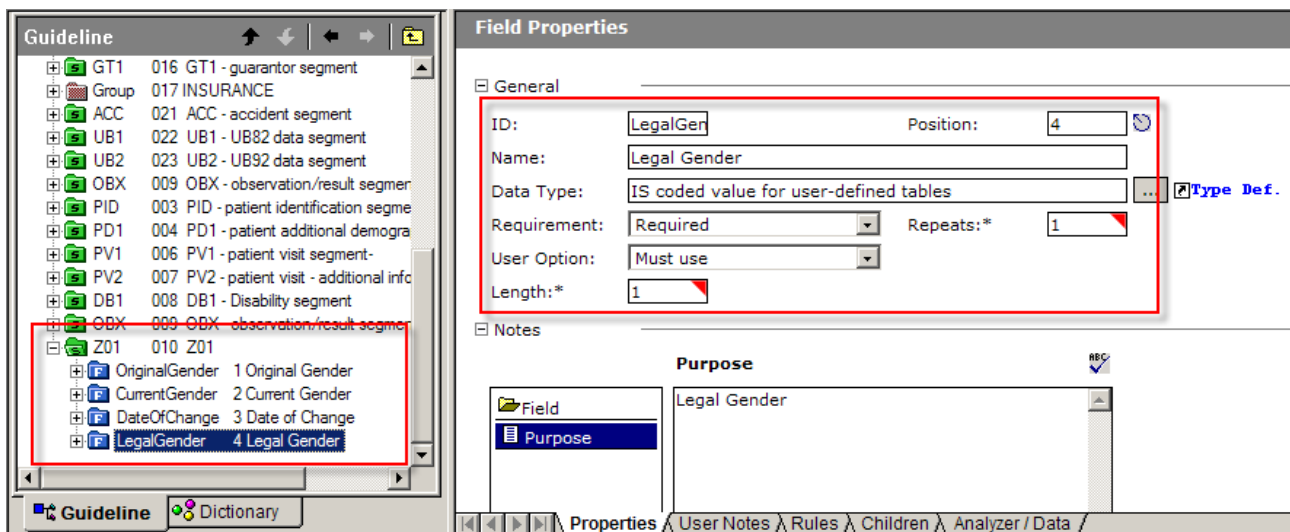 Guideline
GT1 016 GT1 - guarantor segment
Group 017 INSURANCE
ACC 021 ACC - accident segment
UB1 022 UB1 - UB82 data segment
UB2 023 UB2 - UB92 data segment
OBX 009 OBX - observation/result segmen
PID 003 PID - patient identification segme
PD1 004 PD1 - patient additional demogra
PV1 006 PV1 - patient visit segment-
PV2 007 PV2 - patient visit - additional info
DB1 008 DB1 - Disability segment
OBX 009 OBX - observation/result segmen
Z01 010 Z01
OriginalGender 1 Original Gender
CurrentGender 2 Current Gender
DateOfChange 3 Date of Change
LegalGender 4 Legal Gender
Guideline Dictionary
Field Properties
General
ID: LegalGen Position: 4
Name: Legal Gender
Data Type: IS coded value for user-defined tables ... Type Def.
Requirement: Required Repeats:* 1
User Option: Must use
Length:* 1
Notes
Purpose ABC
Field
Purpose
Legal Gender
Properties User Notes Rules Children Analyzer / Data